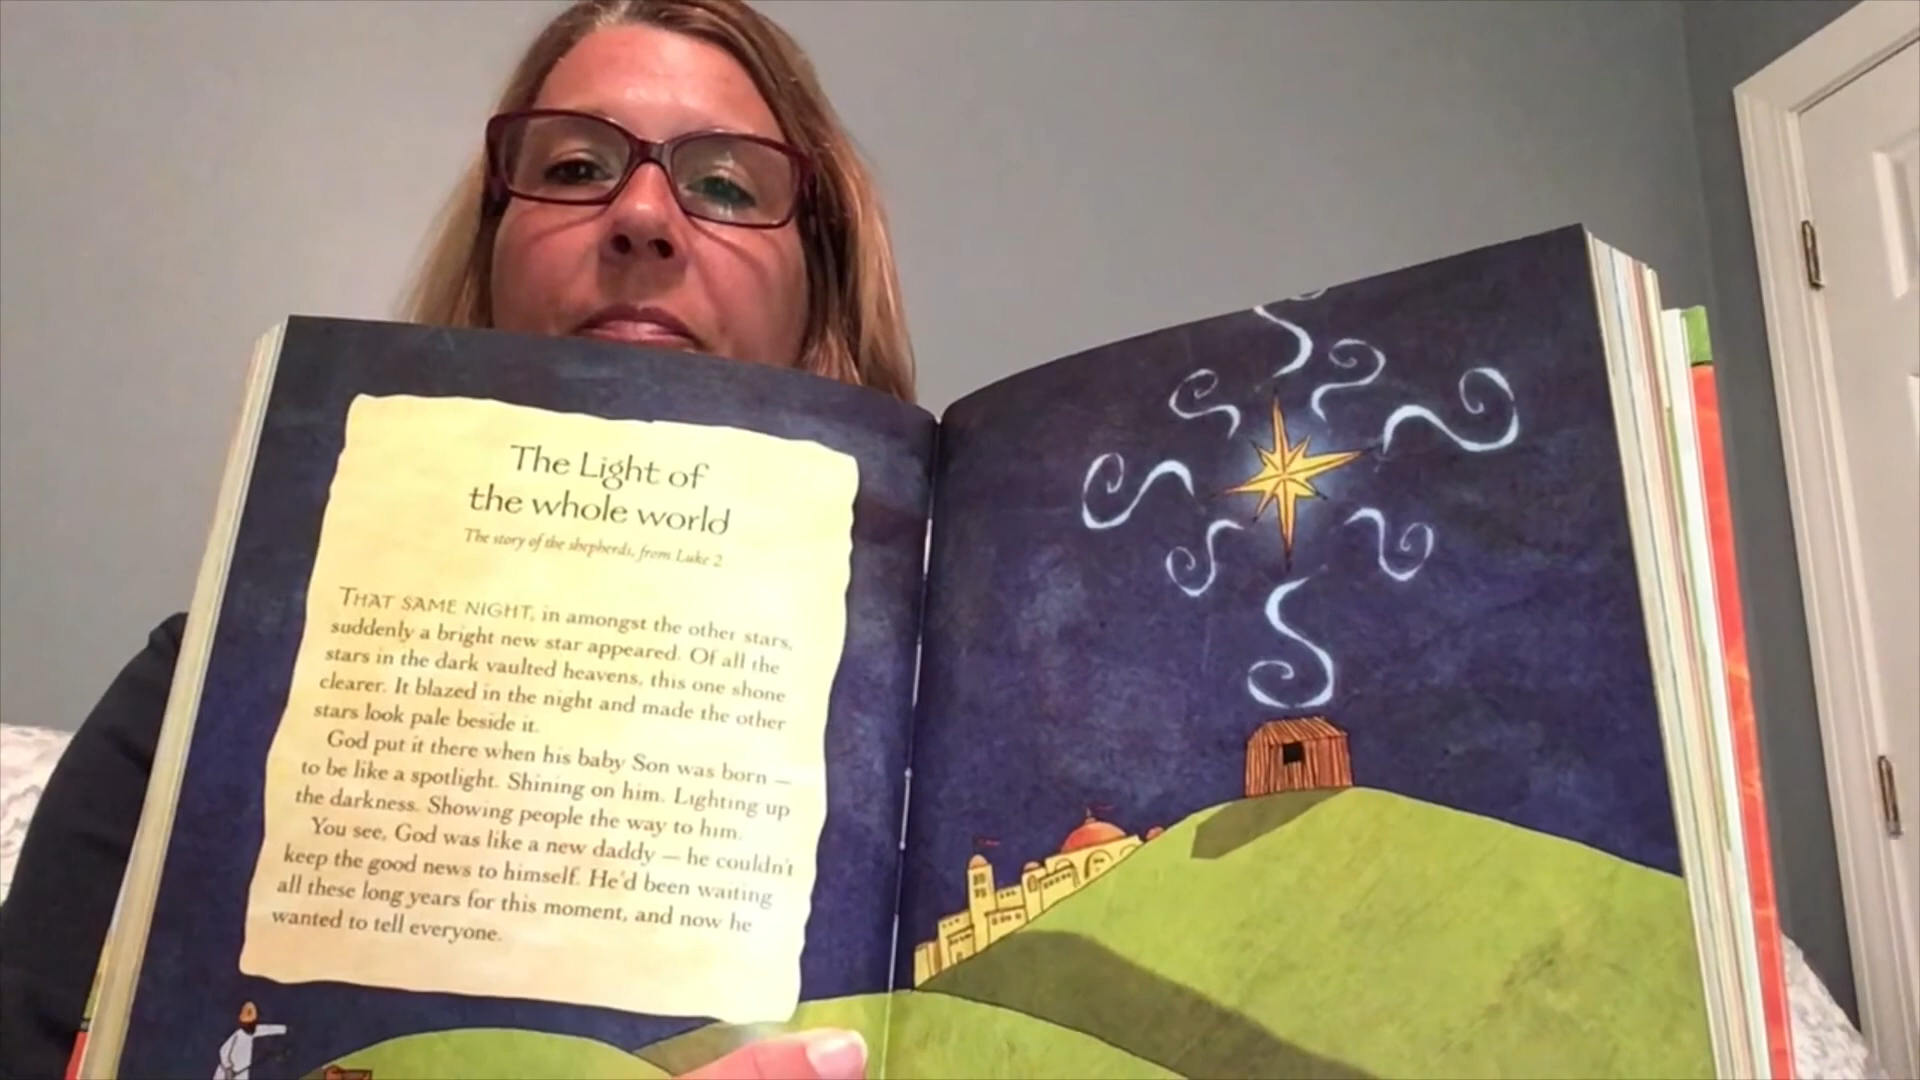 The Light of
the whole world
The story of the shepherds, from Luke 2
THAT SAME NIGHT, in amongst the other stars,
suddenly a bright new star appeared. Of all the
stars in the dark vaulted heavens, this one shone
clearer. It blazed in the night and made the other
stars look pale beside it.
God put it there when his baby Son was born —
to be like a spotlight. Shining on him. Lighting up
the darkness. Showing people the way to him.
You see, God was like a new daddy — he couldn't
keep the good news to himself. He'd been waiting
all these long years for this moment, and now he
wanted to tell everyone.